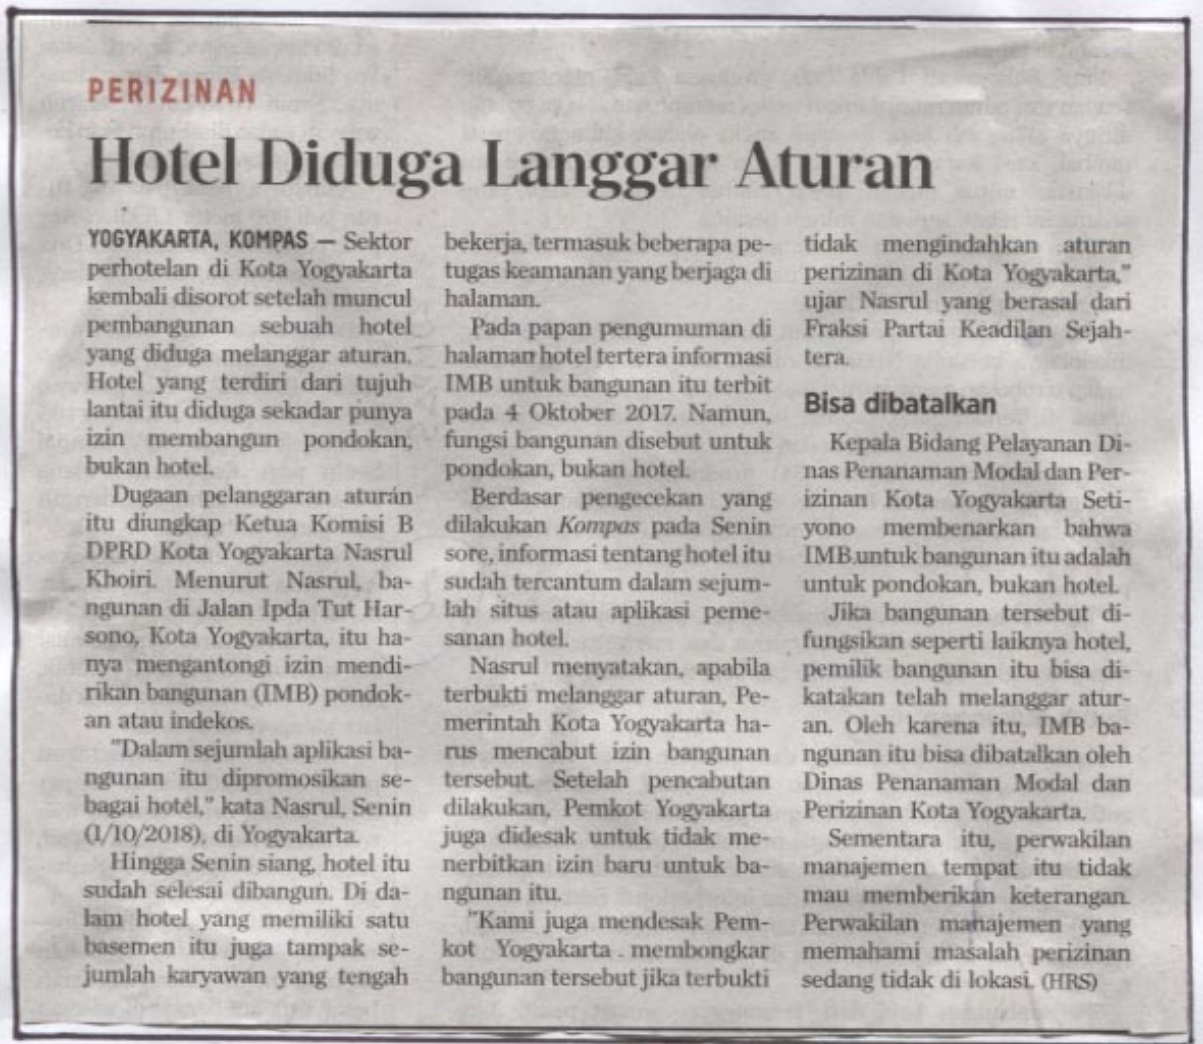 PERIZINAN
Hotel Diduga Langgar Aturan
YOGYAKARTA, KOMPAS — Sektor
perhotelan di Kota Yogyakarta
kembali disorot setelah muncul
pembangunan sebuah hotel
yang diduga melanggar aturan.
Hotel yang terdiri dari tujuh
lantai itu diduga sekadar punya
izin membangun pondokan,
bukan hotel.
Dugaan pelanggaran aturan
itu diungkap Ketua Komisi B
DPRD Kota Yogyakarta Nasrul
Khoiri. Menurut Nasrul, ba-
ngunan di Jalan Ipda Tut Har-
sono, Kota Yogyakarta, itu ha-
nya mengantongi izin mendi-
rikan bangunan (IMB) pondok-
an atau indekos.
"Dalam sejumlah aplikasi ba-
ngunan itu dipromosikan se-
bagai hotel," kata Nasrul, Senin
(1/10/2018), di Yogyakarta.
Hingga Senin siang, hotel itu
sudah selesai dibangun. Di da-
lam hotel yang memiliki satu
basemen itu juga tampak se-
jumlah karyawan yang tengah
bekerja, termasuk beberapa pe-
tugas keamanan yang berjaga di
halaman.
Pada papan pengumuman di
halaman hotel tertera informasi
IMB untuk bangunan itu terbit
pada 4 Oktober 2017. Namun,
fungsi bangunan disebut untuk
pondokan, bukan hotel.
Berdasar pengecekan yang
dilakukan Kompas pada Senin
sore, informasi tentang hotel itu
sudah tercantum dalam sejum-
lah situs atau aplikasi peme-
sanan hotel.
Nasrul menyatakan, apabila
terbukti melanggar aturan, Pe-
merintah Kota Yogyakarta ha-
rus mencabut izin bangunan
tersebut. Setelah pencabutan
dilakukan, Pemkot Yogyakarta
juga didesak untuk tidak me-
nerbitkan izin baru untuk ba-
ngunan itu.
"Kami juga mendesak Pem-
kot Yogyakarta membongkar
bangunan tersebut jika terbukti
tidak mengindahkan aturan
perizinan di Kota Yogyakarta,"
ujar Nasrul yang berasal dari
Fraksi Partai Keadilan Sejah-
tera.
Bisa dibatalkan
Kepala Bidang Pelayanan Di-
nas Penanaman Modal dan Per-
izinan Kota Yogyakarta Seti-
yono membenarkan bahwa
IMB untuk bangunan itu adalah
untuk pondokan, bukan hotel.
Jika bangunan tersebut di-
fungsikan seperti laiknya hotel,
pemilik bangunan itu bisa di-
katakan telah melanggar atur-
an. Oleh karena itu, IMB ba-
ngunan itu bisa dibatalkan oleh
Dinas Penanaman Modal dan
Perizinan Kota Yogyakarta.
Sementara itu, perwakilan
manajemen tempat itu tidak
mau memberikan keterangan.
Perwakilan manajemen yang
memahami masalah perizinan
sedang tidak di lokasi. (HRS)